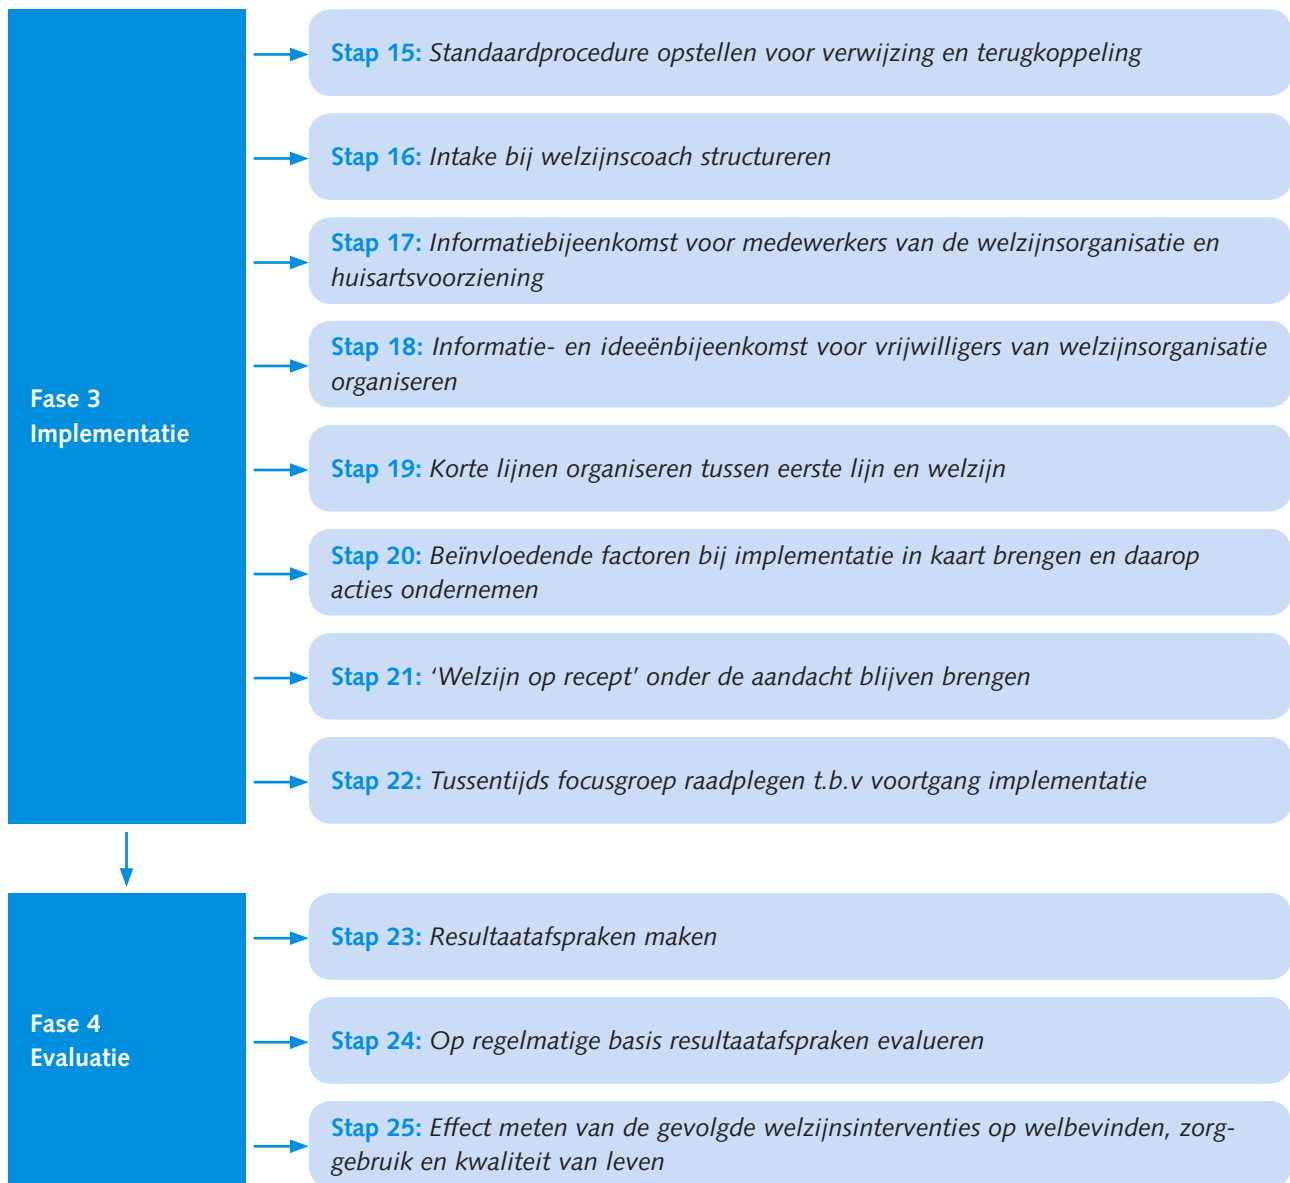 Fase 3
Implementatie
Stap 15: Standaardprocedure opstellen voor verwijzing en terugkoppeling
Stap 16: Intake bij welzijnscoach structureren
Stap 17: Informatiebijeenkomst voor medewerkers van de welzijnsorganisatie en
huisartsvoorziening
Stap 18: Informatie- en ideeënbijeenkomst voor vrijwilligers van welzijnsorganisatie
organiseren
Stap 19: Korte lijnen organiseren tussen eerste lijn en welzijn
Stap 20: Beïnvloedende factoren bij implementatie in kaart brengen en daarop
acties ondernemen
Stap 21: ‘Welzijn op recept’ onder de aandacht blijven brengen
Stap 22: Tussentijds focusgroep raadplegen t.b.v voortgang implementatie
Fase 4
Evaluatie
Stap 23: Resultaatafspraken maken
Stap 24: Op regelmatige basis resultaatafspraken evalueren
Stap 25: Effect meten van de gevolgde welzijnsinterventies op welbevinden, zorg-
gebruik en kwaliteit van leven